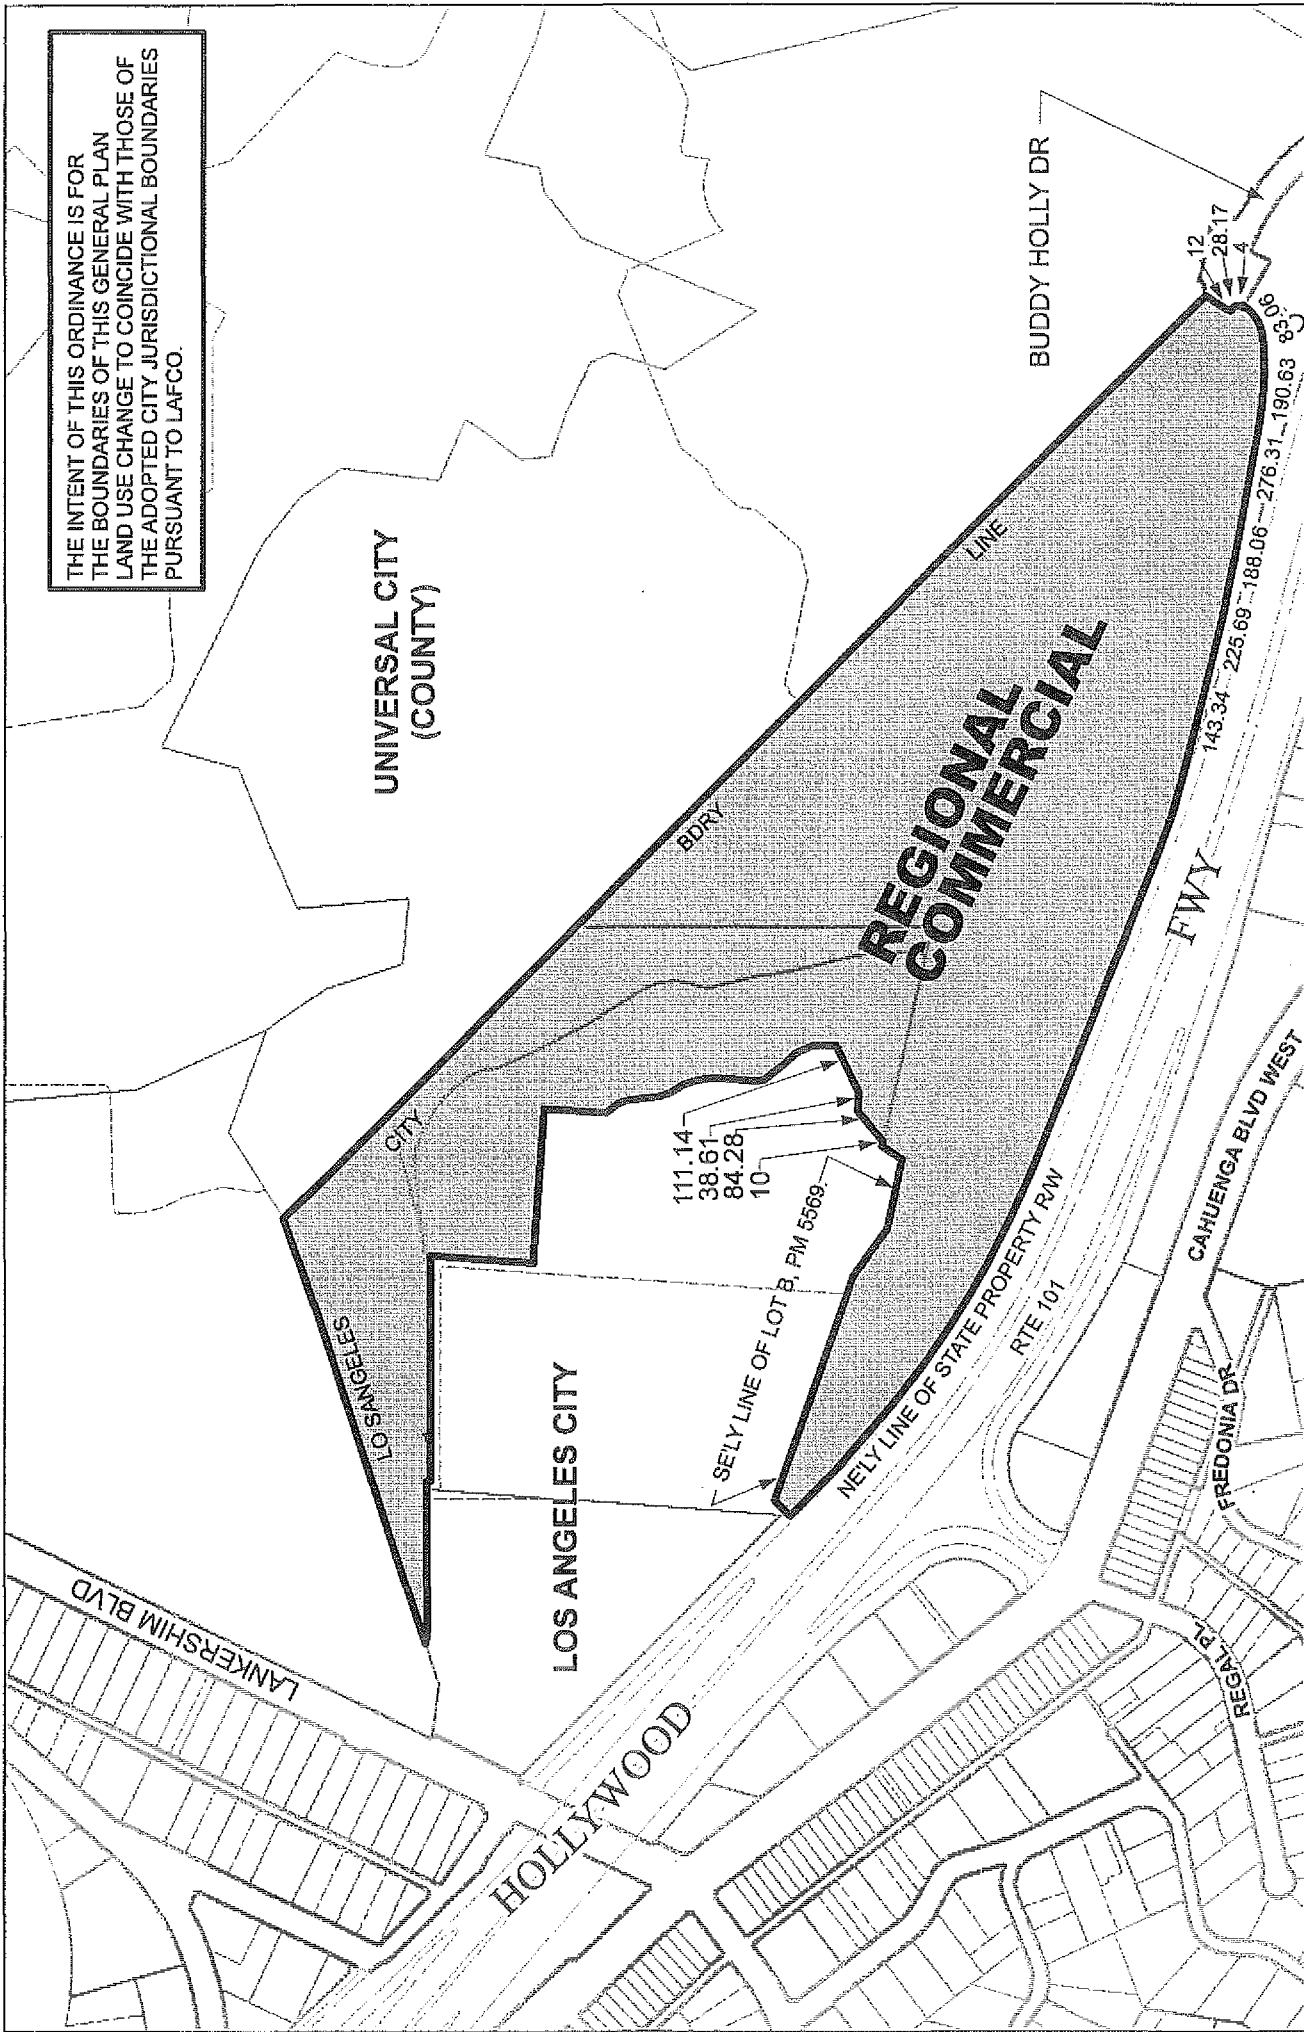 THE INTENT OF THIS ORDINANCE IS FOR
THE BOUNDARIES OF THIS GENERAL PLAN
LAND USE CHANGE TO COINCIDE WITH THOSE OF
THE ADOPTED CITY JURISDICTIONAL BOUNDARIES
PURSUANT TO LAFCO.
UNIVERSAL CITY
(COUNTY)
LANKERSHIM BLVD
LO SANGELES
CITY
BDRY
LINE
BUDDY HOLLY DR
LOS ANGELES CITY
REGIONAL
COMMERCIAL
111.14
38.61
84.28
10
SE'LY LINE OF LOT B, PM 5569.
12
28.17
4
90
83
190.63
276.31
188.06
225.69
143.34
NE'LY LINE OF STATE PROPERTY R/W
RTE 101
HOLLYWOOD
FWY
CAHUENGA BLVD WEST
FREDONIA DR
REGAL PL